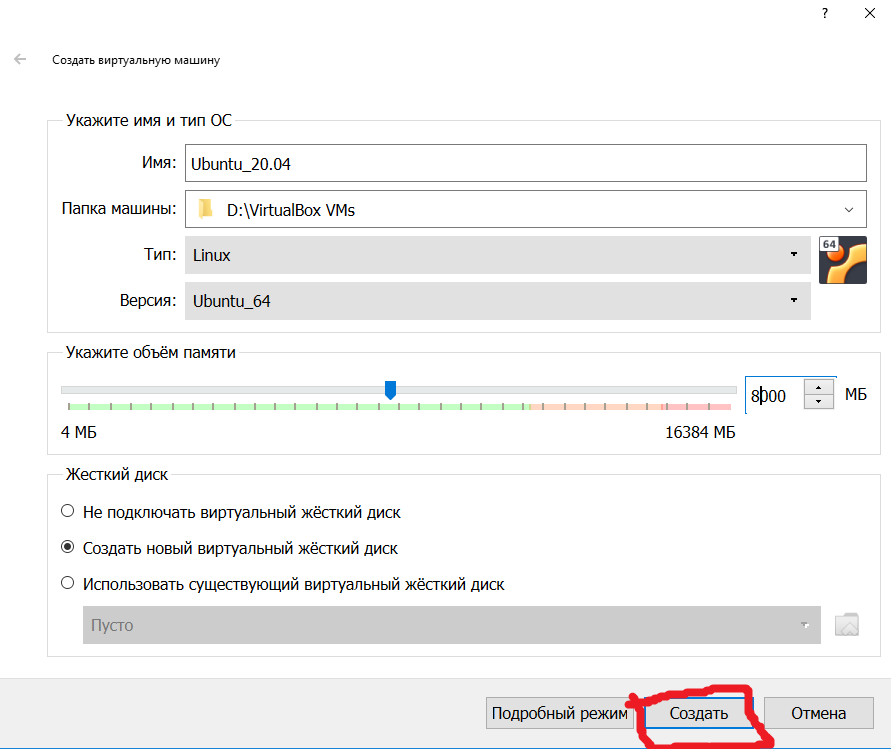 ?
Создать виртуальную машину
Укажите имя и тип ОС
Имя: Ubuntu_20.04
Папка машины: D:\VirtualBox VMs
Тип: Linux
64
Версия: Ubuntu_64
Укажите объём памяти
8000 МБ
4 МБ 16384 МБ
Жесткий диск
Не подключать виртуальный жёсткий диск
Создать новый виртуальный жёсткий диск
Использовать существующий виртуальный жёсткий диск
Пусто
Подробный режим Создать Отмена